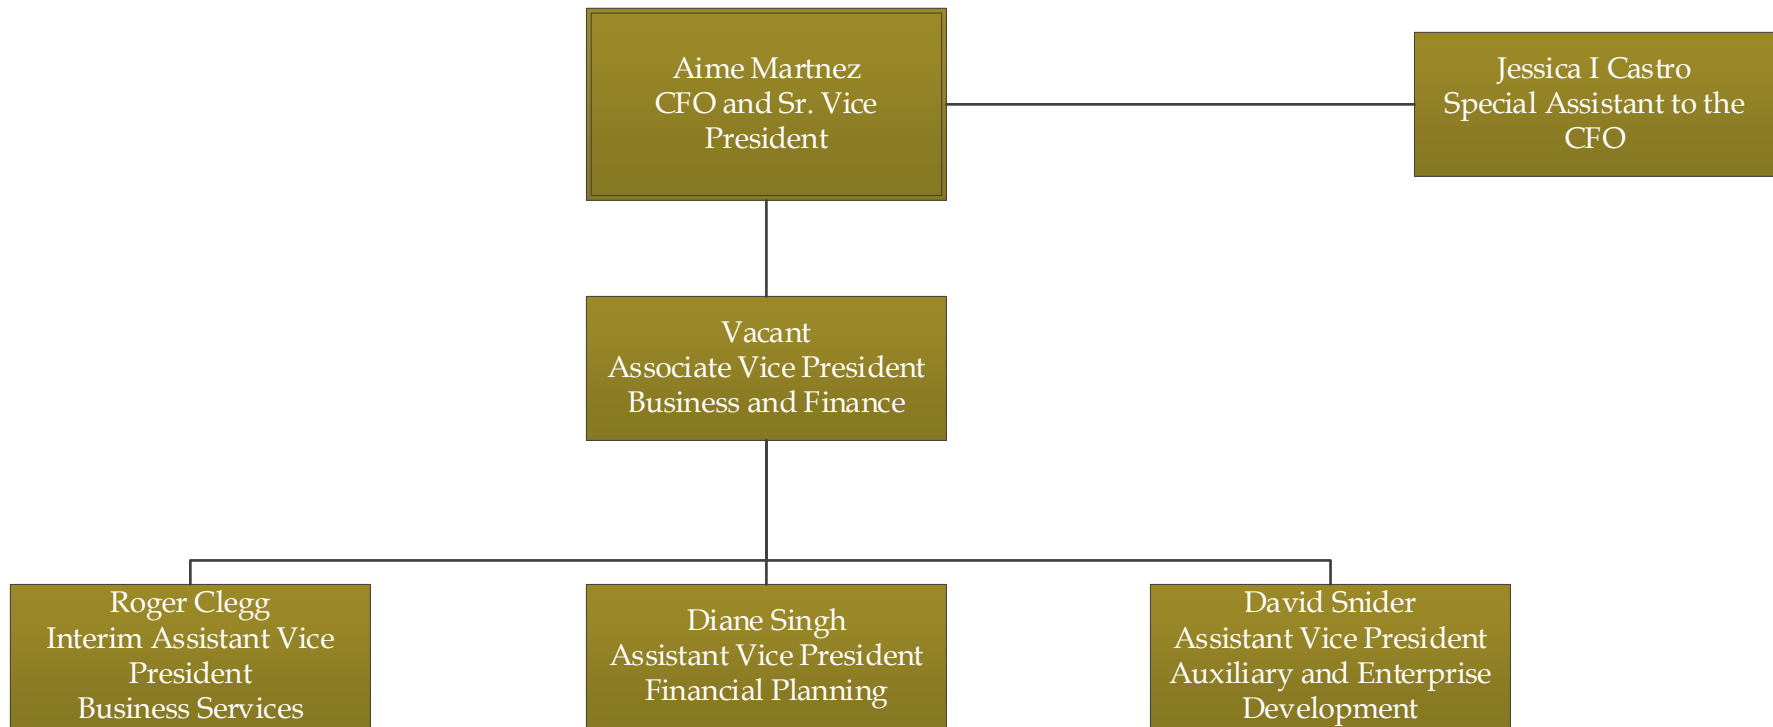 Aime Martnez
CFO and Sr. Vice
President
Jessica I Castro
Special Assistant to the
CFO
Vacant
Associate Vice President
Business and Finance
Roger Clegg
Interim Assistant Vice
President
Business Services
Diane Singh
Assistant Vice President
Financial Planning
David Snider
Assistant Vice President
Auxiliary and Enterprise
Development